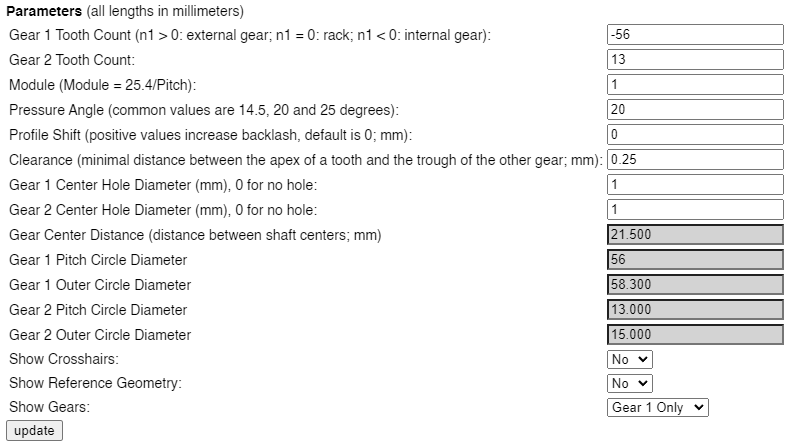 Parameters (all lengths in millimeters)
Gear 1 Tooth Count (n1 > 0: external gear; n1 = 0: rack; n1 < 0: internal gear): -56
Gear 2 Tooth Count: 13
Module (Module = 25.4/Pitch): 1
Pressure Angle (common values are 14.5, 20 and 25 degrees): 20
Profile Shift (positive values increase backlash, default is 0; mm): 0
Clearance (minimal distance between the apex of a tooth and the trough of the other gear; mm): 0.25
Gear 1 Center Hole Diameter (mm), 0 for no hole: 1
Gear 2 Center Hole Diameter (mm), 0 for no hole: 1
Gear Center Distance (distance between shaft centers; mm) 21.500
Gear 1 Pitch Circle Diameter 56
Gear 1 Outer Circle Diameter 58.300
Gear 2 Pitch Circle Diameter 13.000
Gear 2 Outer Circle Diameter 15.000
Show Crosshairs: No
Show Reference Geometry: No
Show Gears: Gear 1 Only
update